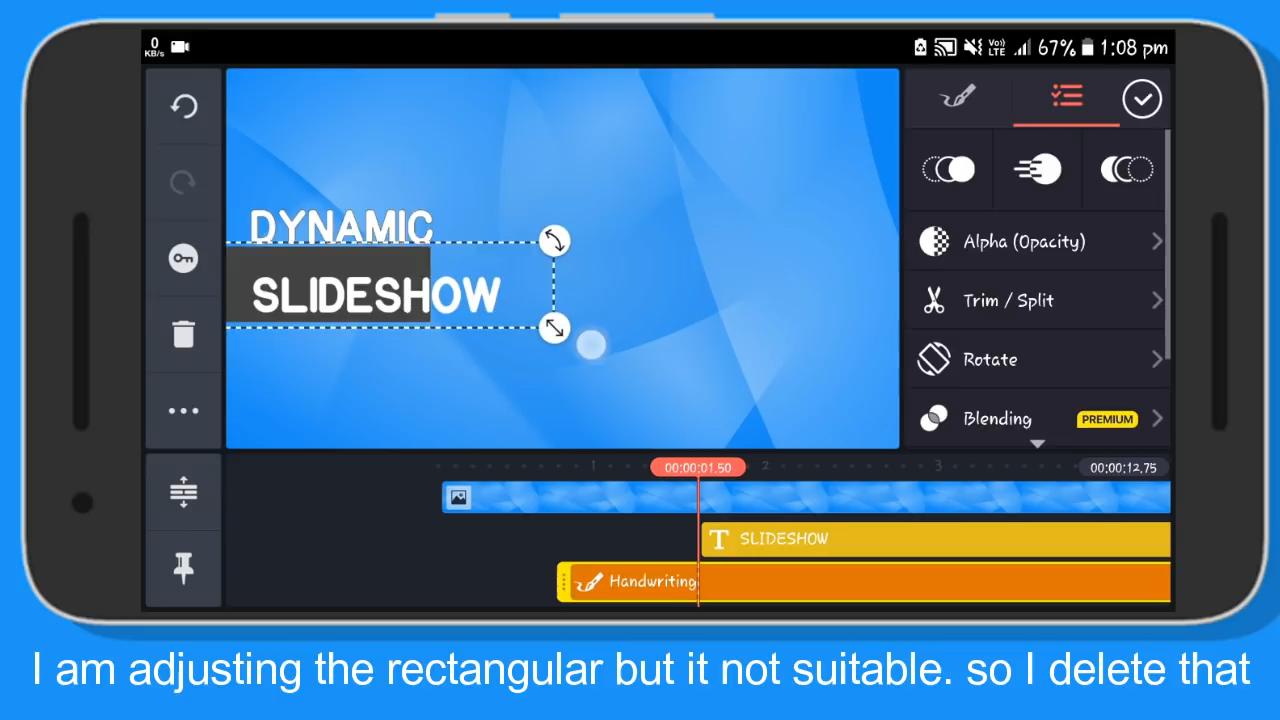 0
KB/s
Vo))
LTE
67%
1:08 pm
DYNAMIC
SLIDESHOW
Alpha (Opacity)
Trim / Split
Rotate
Blending
PREMIUM
1
00:00:01.50
2
3
00:00:12.75
T SLIDESHOW
Handwriting
I am adjusting the rectangular but it not suitable. so I delete that